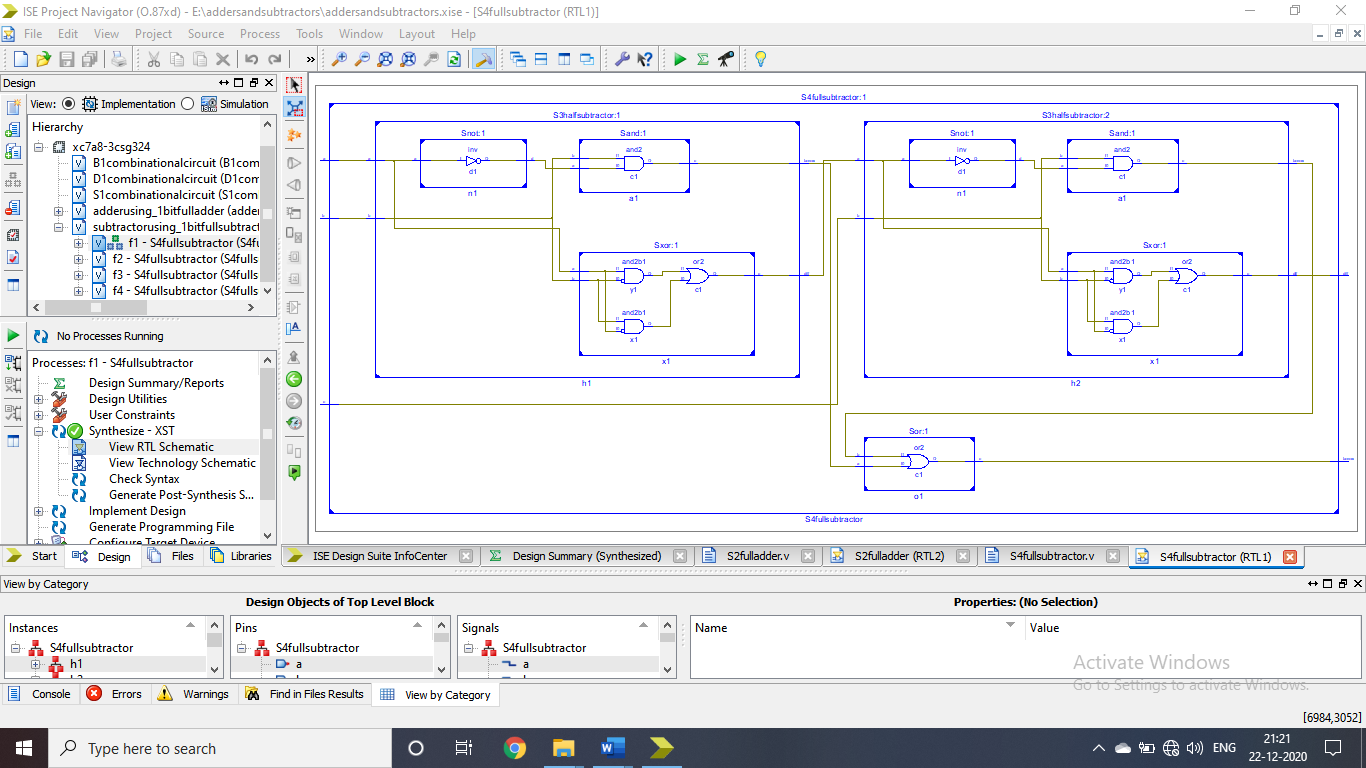 ISE Project Navigator (O.87xd) - E:\addersandsubtractors\addersandsubtractors.xise - [S4fullsubtractor (RTL1)]
File Edit View Project Source Process Tools Window Layout Help
Design
View: Implementation Simulation
Hierarchy
xc7a8-3csg324
B1combinationalcircuit (B1com
D1combinationalcircuit (D1com
S1combinationalcircuit (S1com
adderusing_1bitfulladder (adder
subtractorusing_1bitfullsubtract
f1 - S4fullsubtractor (S4fu
f2 - S4fullsubtractor (S4fulls
f3 - S4fullsubtractor (S4fulls
f4 - S4fullsubtractor (S4fulls
No Processes Running
Processes: f1 - S4fullsubtractor
Design Summary/Reports
Design Utilities
User Constraints
Synthesize - XST
View RTL Schematic
View Technology Schematic
Check Syntax
Generate Post-Synthesis S...
Implement Design
Generate Programming File
Configure Target Device
Start Design Files Libraries
S4fullsubtractor:1
S3halfsubtractor:1 S3halfsubtractor:2
Snot:1 Sand:1 Snot:1 Sand:1
inv and2 inv and2
d1 c1 d1 c1
n1 a1 n1 a1
Sxor:1 Sxor:1
and2b1 or2 and2b1 or2
y1 c1 y1 c1
and2b1 and2b1
x1 x1
x1 x1
h1 h2
Sor:1
or2
c1
o1
S4fullsubtractor
ISE Design Suite InfoCenter Design Summary (Synthesized) S2fulladder.v S2fulladder (RTL2) S4fullsubtractor.v S4fullsubtractor (RTL1)
View by Category
Design Objects of Top Level Block Properties: (No Selection)
Instances Pins Signals Name Value
S4fullsubtractor S4fullsubtractor S4fullsubtractor
h1 a a
Activate Windows
Go to Settings to activate Windows.
Console Errors Warnings Find in Files Results View by Category
[6984,3052]
Type here to search
ENG
21:21
22-12-2020